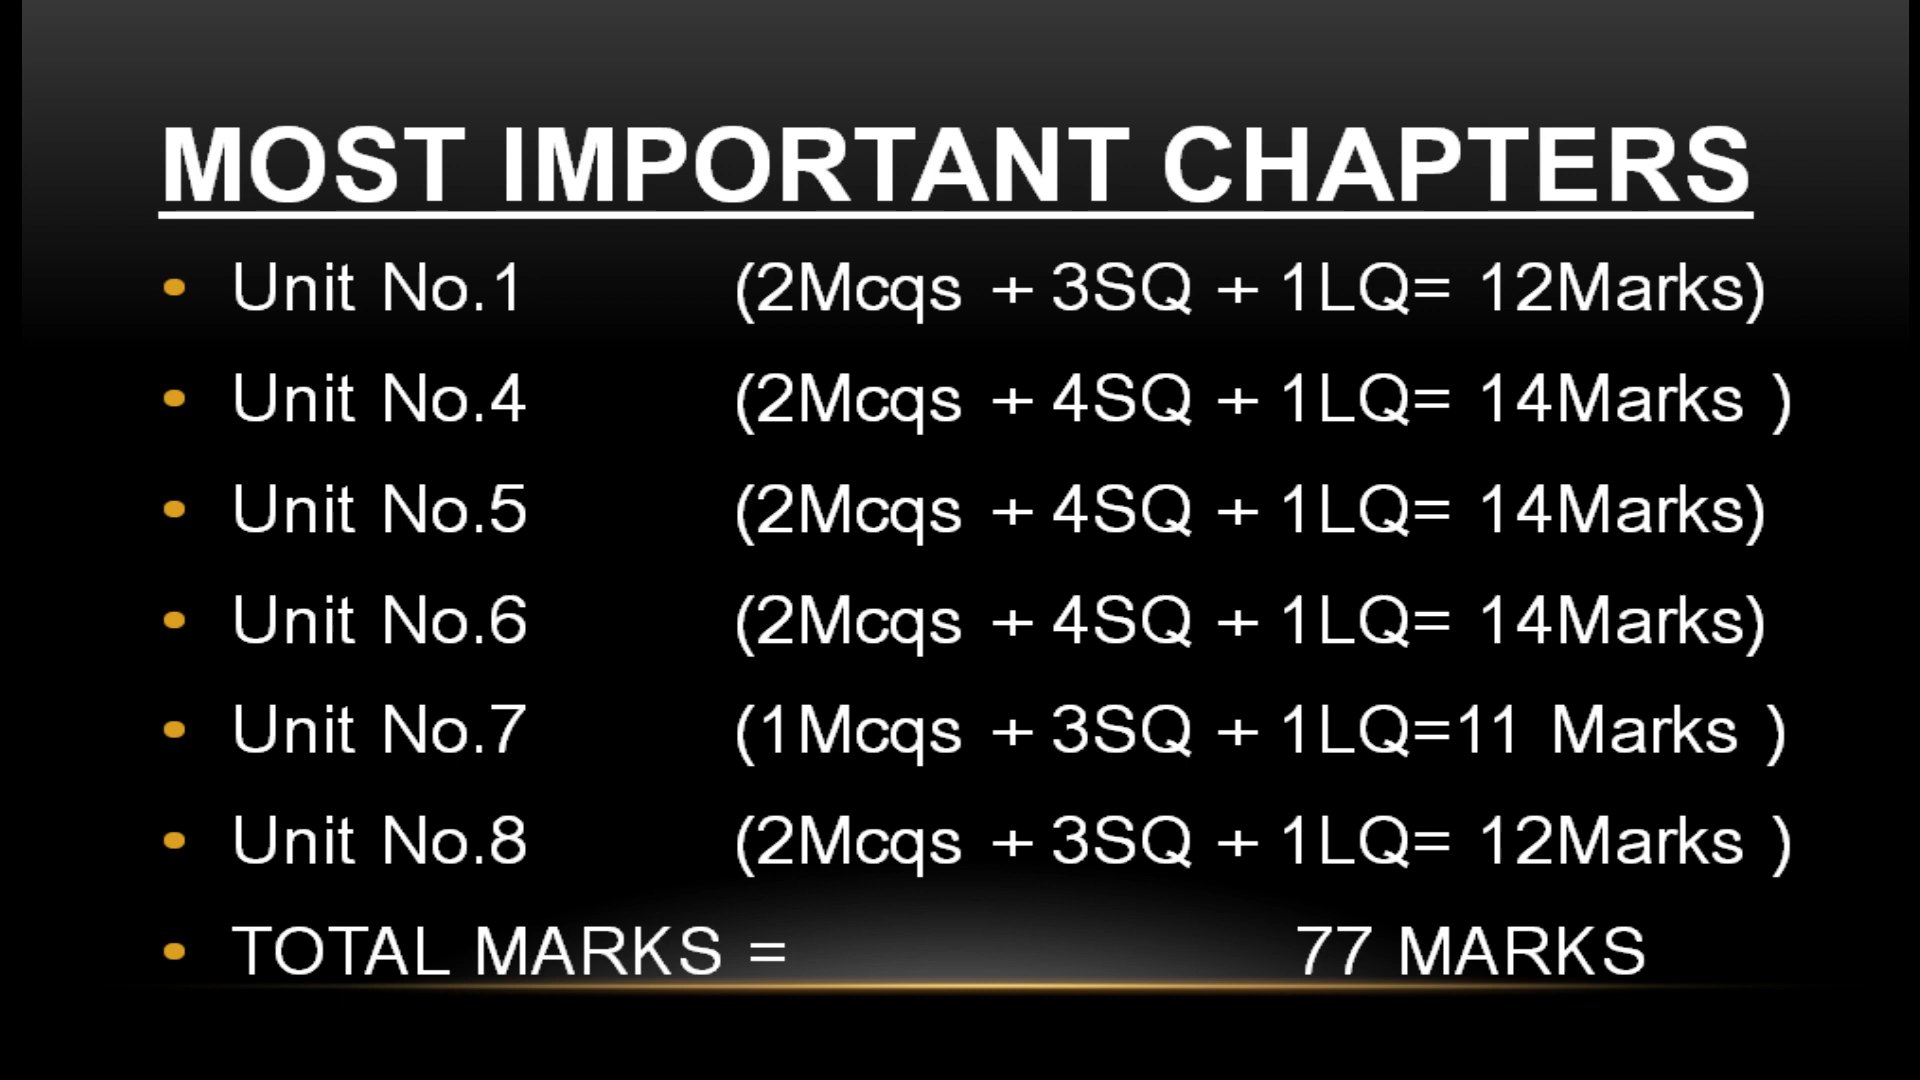 MOST IMPORTANT CHAPTERS
• Unit No.1 (2Mcqs + 3SQ + 1LQ= 12Marks)
• Unit No.4 (2Mcqs + 4SQ + 1LQ= 14Marks )
• Unit No.5 (2Mcqs + 4SQ + 1LQ= 14Marks)
• Unit No.6 (2Mcqs + 4SQ + 1LQ= 14Marks)
• Unit No.7 (1Mcqs + 3SQ + 1LQ=11 Marks )
• Unit No.8 (2Mcqs + 3SQ + 1LQ= 12Marks )
• TOTAL MARKS = 77 MARKS